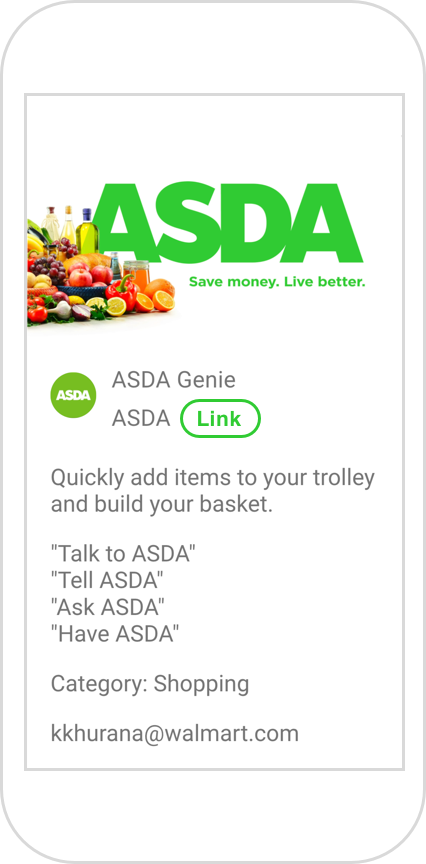 ASDA
Save money. Live better.
ASDA Genie
ASDA
ASDA Link
Quickly add items to your trolley
and build your basket.
"Talk to ASDA"
"Tell ASDA"
"Ask ASDA"
"Have ASDA"
Category: Shopping
kkhurana@walmart.com